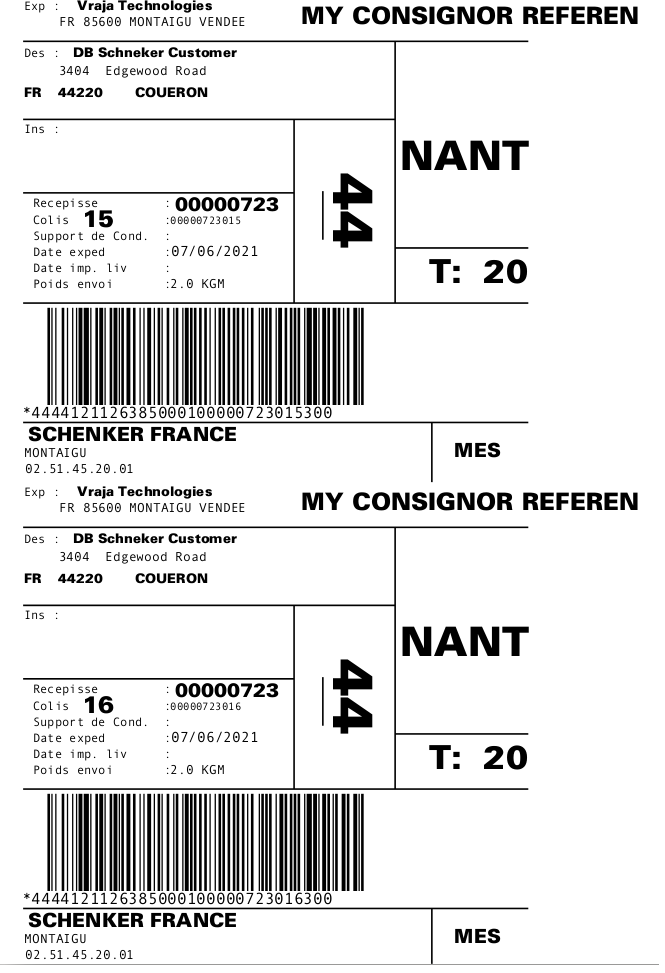 Exp : Vraja Technologies
FR 85600 MONTAIGU VENDEE
MY CONSIGNOR REFEREN
Des : DB Schneker Customer
3404 Edgewood Road
FR 44220 COUERON
Ins :
44
NANT
T: 20
Recepisse : 00000723
Colis 15 :00000723015
Support de Cond. :
Date exped :07/06/2021
Date imp. liv :
Poids envoi :2.0 KGM
*4444121126385000100000723015300
SCHENKER FRANCE
MONTAIGU
02.51.45.20.01
MES
Exp : Vraja Technologies
FR 85600 MONTAIGU VENDEE
MY CONSIGNOR REFEREN
Des : DB Schneker Customer
3404 Edgewood Road
FR 44220 COUERON
Ins :
44
NANT
T: 20
Recepisse : 00000723
Colis 16 :00000723016
Support de Cond. :
Date exped :07/06/2021
Date imp. liv :
Poids envoi :2.0 KGM
*4444121126385000100000723016300
SCHENKER FRANCE
MONTAIGU
02.51.45.20.01
MES